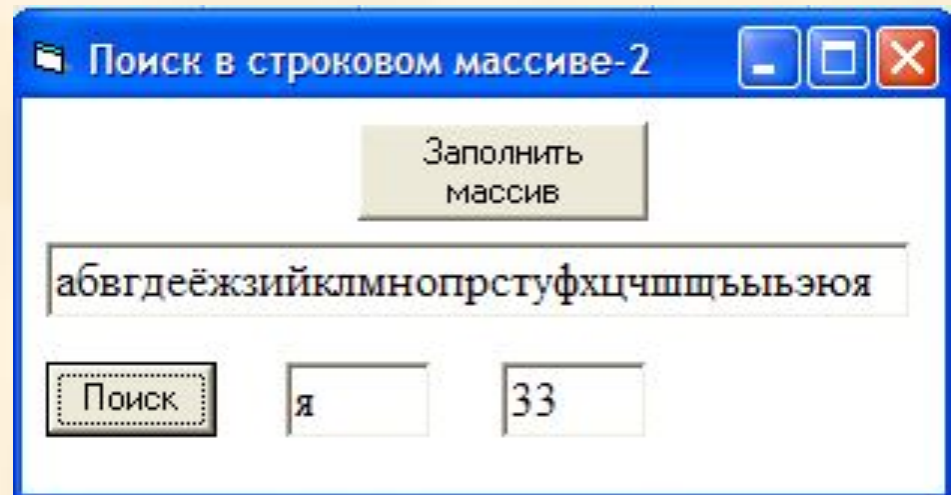 Поиск в строковом массиве-2
Заполнить
массив
абвгдеёжзийклмнопрстуфхцчшщъыьэюя
Поиск
я
33